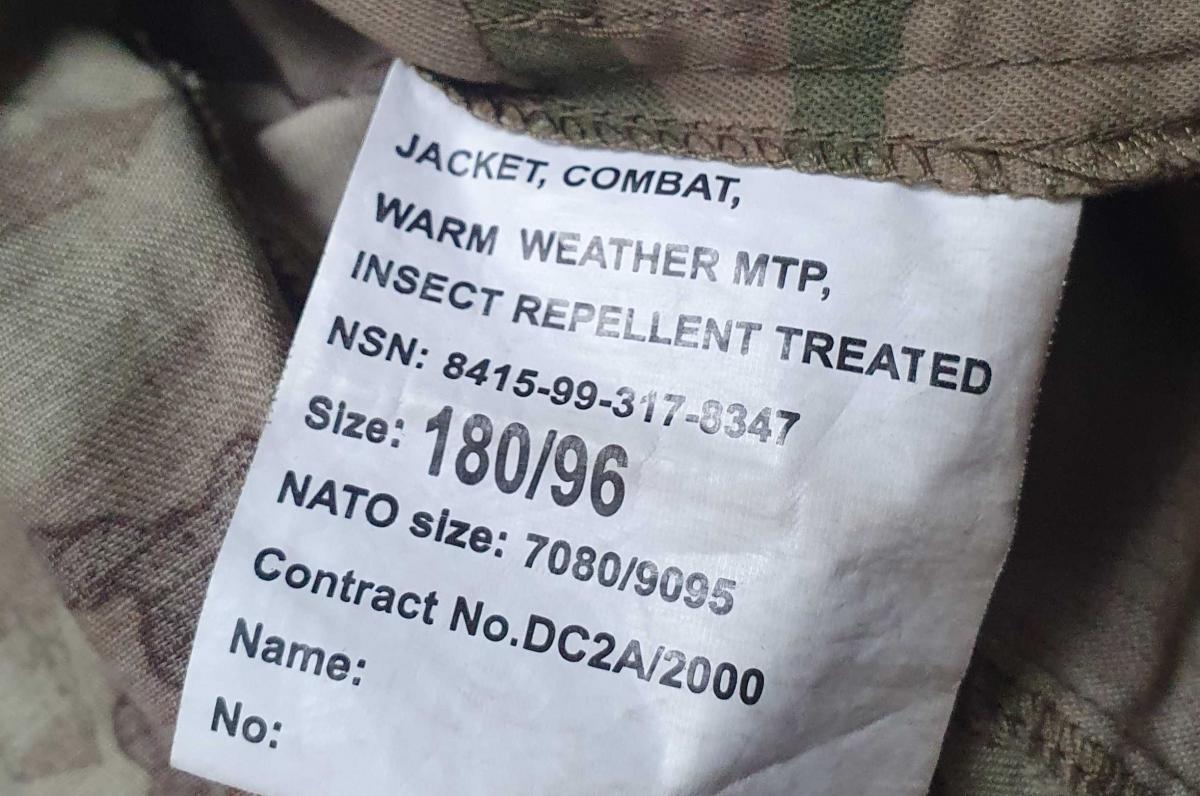 JACKET, COMBAT,
WARM WEATHER MTP,
INSECT REPELLENT TREATED
NSN: 8415-99-317-8347
Size: 180/96
NATO size: 7080/9095
Contract No.DC2A/2000
Name:
No: